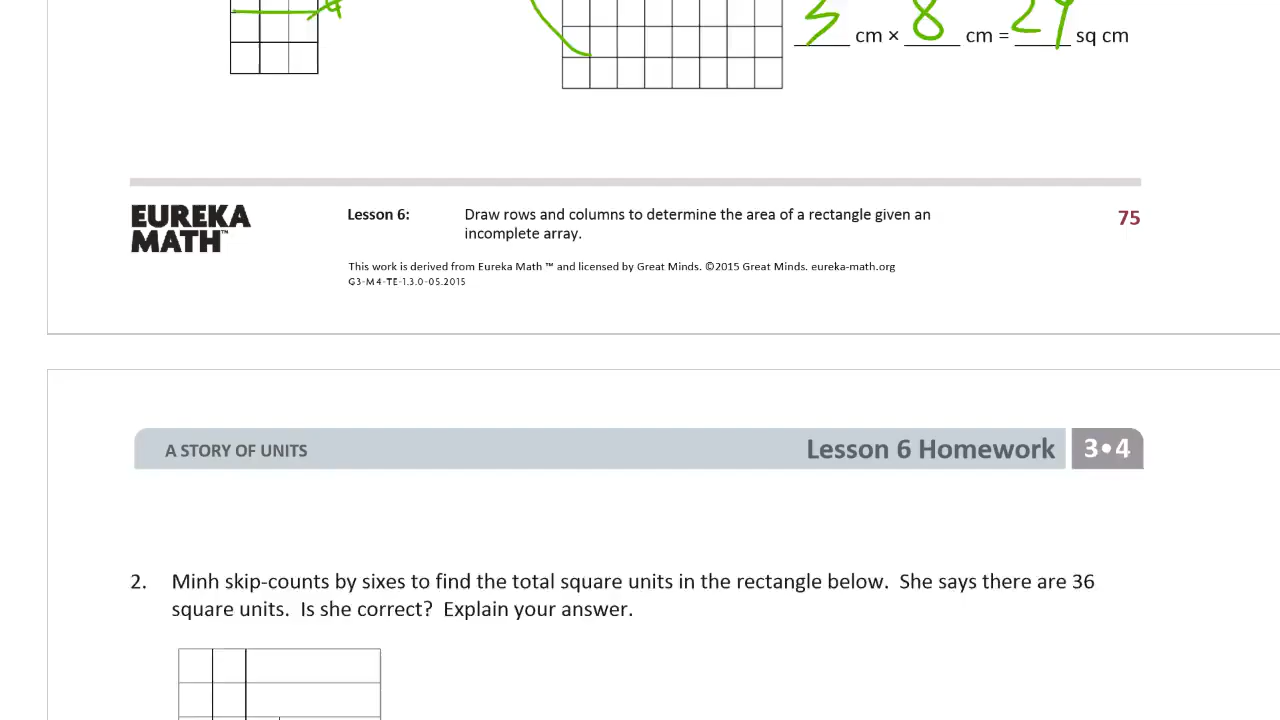 3 cm × 8 cm = 24 sq cm
EUREKA
MATH™
Lesson 6: Draw rows and columns to determine the area of a rectangle given an
incomplete array.
75
This work is derived from Eureka Math ™ and licensed by Great Minds. ©2015 Great Minds. eureka-math.org
G3-M4-TE-1.3.0-05.2015
A STORY OF UNITS
Lesson 6 Homework 3•4
2. Minh skip-counts by sixes to find the total square units in the rectangle below. She says there are 36
square units. Is she correct? Explain your answer.